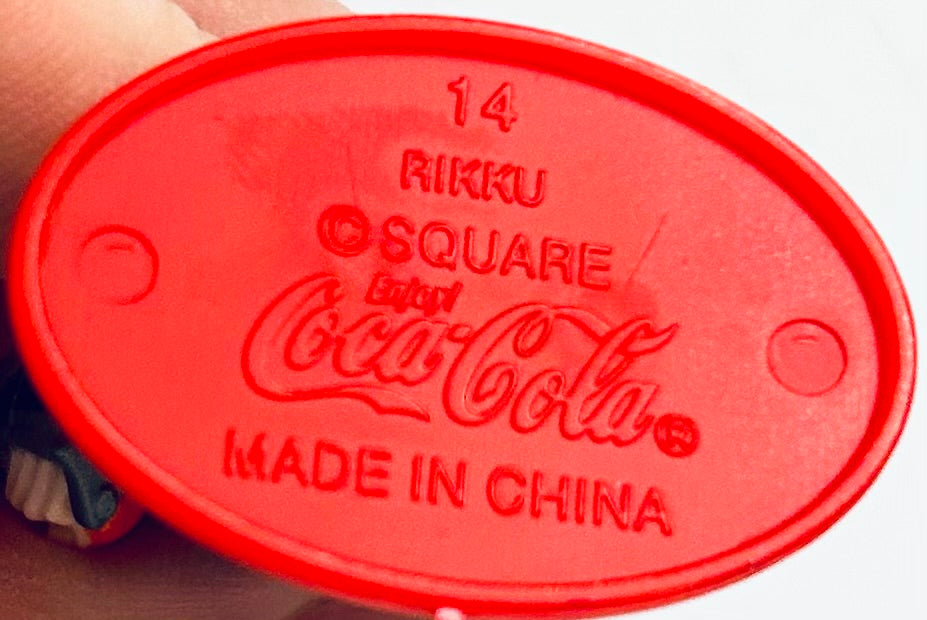 14
RIKKU
©SQUARE
Enjoy!
Coca-Cola®
MADE IN CHINA